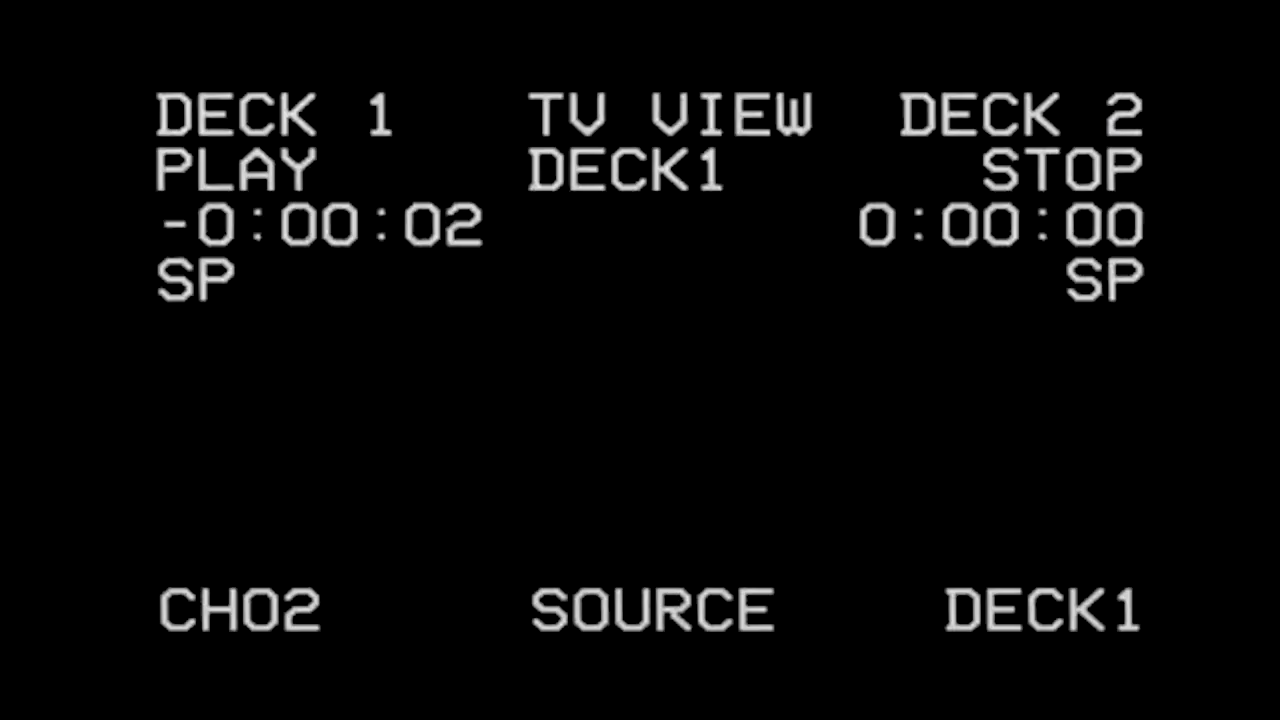 DECK 1 TV VIEW DECK 2
PLAY DECK1 STOP
-0:00:02 0:00:00
SP SP
CH02 SOURCE DECK1